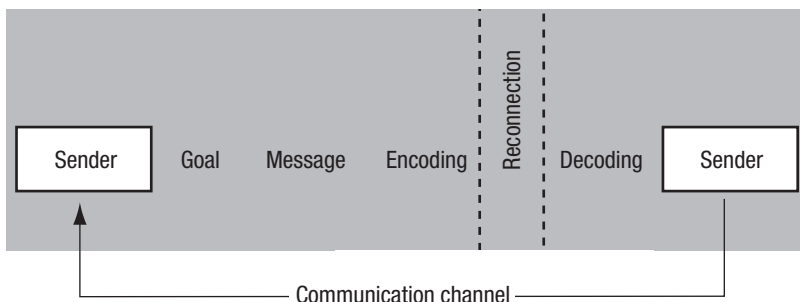 Sender
Goal
Message
Encoding
Reconnection
Decoding
Sender
Communication channel